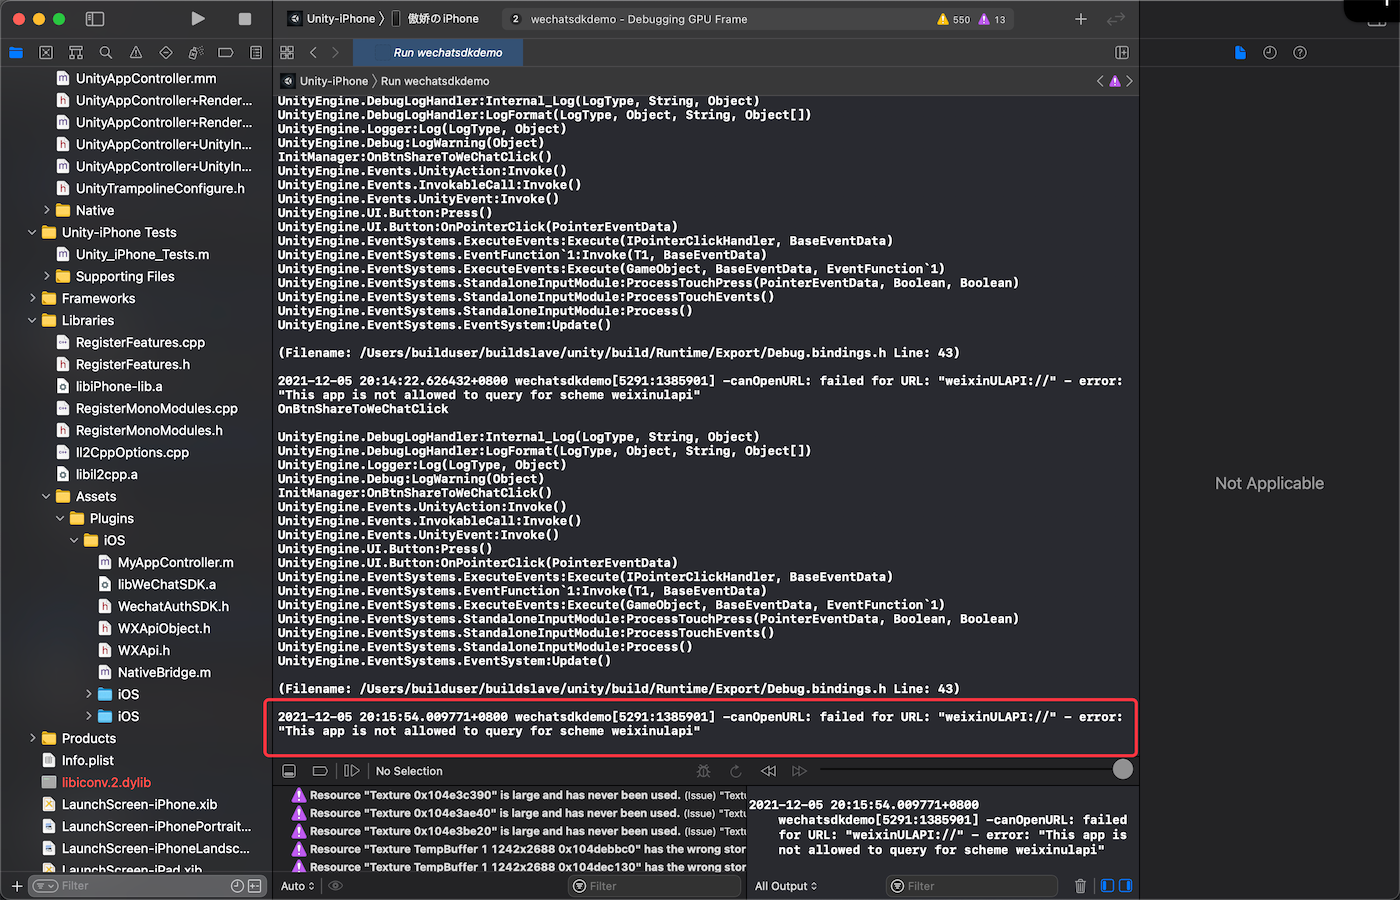 Unity-iPhone 〉 傲娇のiPhone
2 wechatsdkdemo – Debugging GPU Frame
550 13
Run wechatsdkdemo
Unity-iPhone 〉 Run wechatsdkdemo
UnityAppController.mm
UnityAppController+Render...
UnityAppController+Render...
UnityAppController+UnityIn...
UnityAppController+UnityIn...
UnityTrampolineConfigure.h
Native
Unity-iPhone Tests
Unity_iPhone_Tests.m
Supporting Files
Frameworks
Libraries
RegisterFeatures.cpp
RegisterFeatures.h
libiPhone-lib.a
RegisterMonoModules.cpp
RegisterMonoModules.h
Il2CppOptions.cpp
libil2cpp.a
Assets
Plugins
iOS
MyAppController.m
libWeChatSDK.a
WechatAuthSDK.h
WXApiObject.h
WXApi.h
NativeBridge.m
iOS
iOS
Products
Info.plist
libiconv.2.dylib
LaunchScreen-iPhone.xib
LaunchScreen-iPhonePortrait...
LaunchScreen-iPhoneLandsc...
LaunchScreen-iPad.xib
Filter
UnityEngine.DebugLogHandler:Internal_Log(LogType, String, Object)
UnityEngine.DebugLogHandler:LogFormat(LogType, Object, String, Object[])
UnityEngine.Logger:Log(LogType, Object)
UnityEngine.Debug:LogWarning(Object)
InitManager:OnBtnShareToWeChatClick()
UnityEngine.Events.UnityAction:Invoke()
UnityEngine.Events.InvokableCall:Invoke()
UnityEngine.Events.UnityEvent:Invoke()
UnityEngine.UI.Button:Press()
UnityEngine.UI.Button:OnPointerClick(PointerEventData)
UnityEngine.EventSystems.ExecuteEvents:Execute(IPointerClickHandler, BaseEventData)
UnityEngine.EventSystems.EventFunction`1:Invoke(T1, BaseEventData)
UnityEngine.EventSystems.ExecuteEvents:Execute(GameObject, BaseEventData, EventFunction`1)
UnityEngine.EventSystems.StandaloneInputModule:ProcessTouchPress(PointerEventData, Boolean, Boolean)
UnityEngine.EventSystems.StandaloneInputModule:ProcessTouchEvents()
UnityEngine.EventSystems.StandaloneInputModule:Process()
UnityEngine.EventSystems.EventSystem:Update()
(Filename: /Users/builduser/buildslave/unity/build/Runtime/Export/Debug.bindings.h Line: 43)
2021-12-05 20:14:22.626432+0800 wechatsdkdemo[5291:1385901] -canOpenURL: failed for URL: "weixinULAPI://" - error:
"This app is not allowed to query for scheme weixinulapi"
OnBtnShareToWeChatClick
UnityEngine.DebugLogHandler:Internal_Log(LogType, String, Object)
UnityEngine.DebugLogHandler:LogFormat(LogType, Object, String, Object[])
UnityEngine.Logger:Log(LogType, Object)
UnityEngine.Debug:LogWarning(Object)
InitManager:OnBtnShareToWeChatClick()
UnityEngine.Events.UnityAction:Invoke()
UnityEngine.Events.InvokableCall:Invoke()
UnityEngine.Events.UnityEvent:Invoke()
UnityEngine.UI.Button:Press()
UnityEngine.UI.Button:OnPointerClick(PointerEventData)
UnityEngine.EventSystems.ExecuteEvents:Execute(IPointerClickHandler, BaseEventData)
UnityEngine.EventSystems.EventFunction`1:Invoke(T1, BaseEventData)
UnityEngine.EventSystems.ExecuteEvents:Execute(GameObject, BaseEventData, EventFunction`1)
UnityEngine.EventSystems.StandaloneInputModule:ProcessTouchPress(PointerEventData, Boolean, Boolean)
UnityEngine.EventSystems.StandaloneInputModule:ProcessTouchEvents()
UnityEngine.EventSystems.StandaloneInputModule:Process()
UnityEngine.EventSystems.EventSystem:Update()
(Filename: /Users/builduser/buildslave/unity/build/Runtime/Export/Debug.bindings.h Line: 43)
2021-12-05 20:15:54.009771+0800 wechatsdkdemo[5291:1385901] -canOpenURL: failed for URL: "weixinULAPI://" - error:
"This app is not allowed to query for scheme weixinulapi"
No Selection
Resource "Texture 0x104e3c390" is large and has never been used. (Issue) "Textu
Resource "Texture 0x104e3ae40" is large and has never been used. (Issue) "Textu
Resource "Texture 0x104e3be20" is large and has never been used. (Issue) "Textu
Resource "Texture TempBuffer 1 1242x2688 0x104debbc0" has the wrong stor
Resource "Texture TempBuffer 1 1242x2688 0x104dec130" has the wrong stor
Auto
Filter
2021-12-05 20:15:54.009771+0800
wechatsdkdemo[5291:1385901] -canOpenURL: failed
for URL: "weixinULAPI://" - error: "This app is
not allowed to query for scheme weixinulapi"
All Output
Filter
Not Applicable